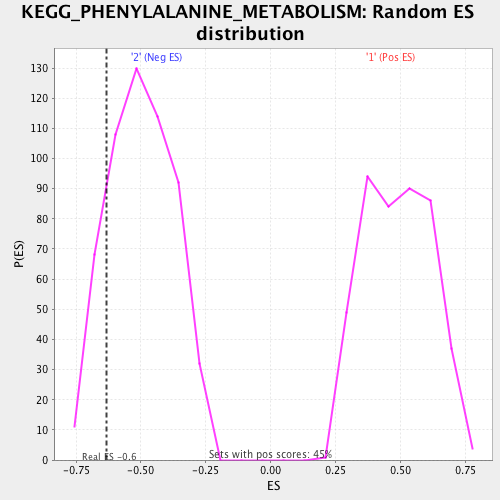 KEGG_PHENYLALANINE_METABOLISM: Random ES
distribution
'2' (Neg ES) '1' (Pos ES)
130
120
110
100
90
80
70
60
50
40
30
20
10
0
P(ES)
Real ES -0.6 Sets with pos scores: 45%
-0.75 -0.50 -0.25 0.00 0.25 0.50 0.75
ES